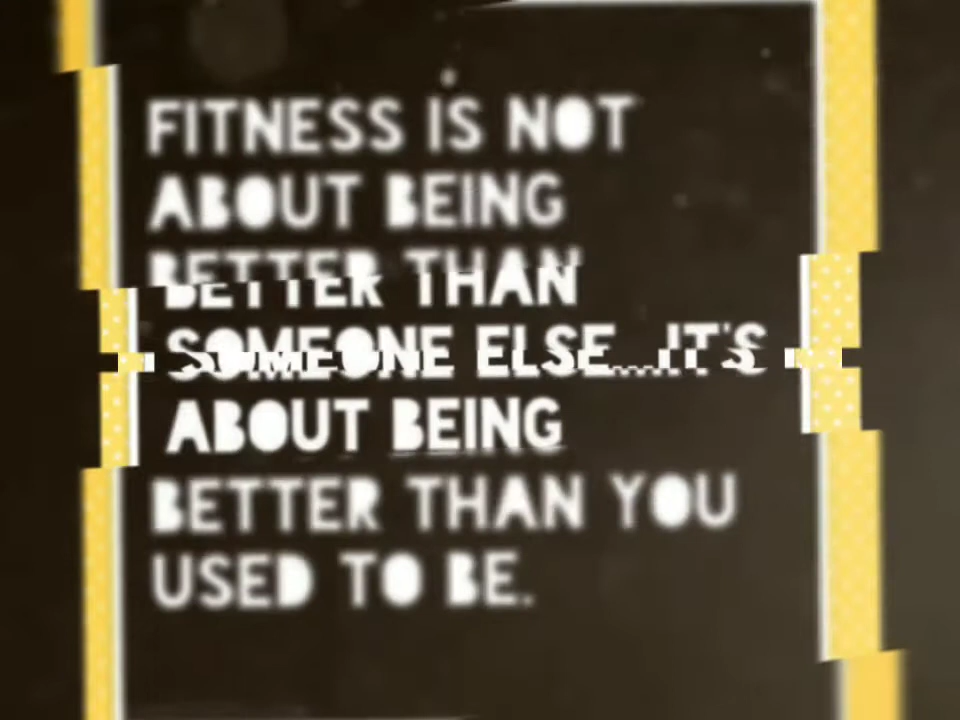 FITNESS IS NOT
ABOUT BEING
BETTER THAN
SOMEONE ELSE...IT'S
ABOUT BEING
BETTER THAN YOU
USED TO BE.